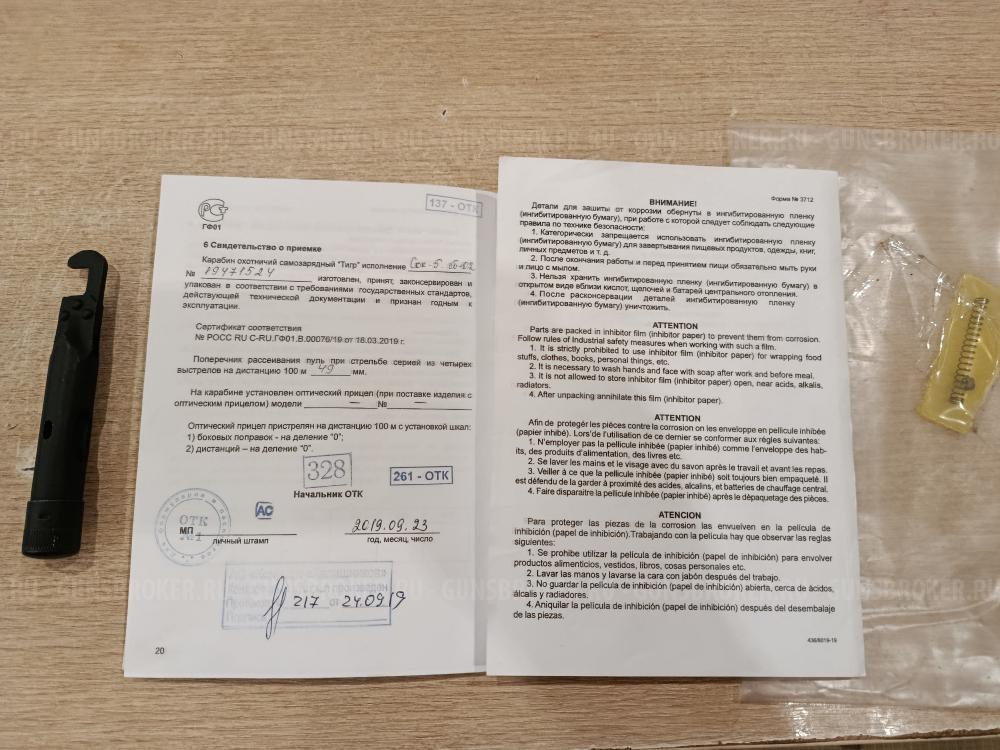 GUNSBROKER.RU
137 - ОТК
РСТ
ГФ01
6 Свидетельство о приемке
Карабин охотничий самозарядный "Тигр" исполнение
№ 19471524 изготовлен, принят, законсервирован и
упакован в соответствии с требованиями государственных стандартов,
действующей технической документации и признан годным к
эксплуатации.
Сертификат соответствия
№ РОСС RU C-RU.ГФ01.В.00076/19 от 18.03.2019 г.
Поперечник рассеивания пуль при стрельбе серией из четырех
выстрелов на дистанцию 100 м 49 мм.
На карабине установлен оптический прицел (при поставке изделия с
оптическим прицелом) модели — № —
Оптический прицел пристрелян на дистанцию 100 м с установкой шкал:
1) боковых поправок - на деление "0";
2) дистанций – на деление "0".
328
261 - ОТК
Начальник ОТК
ОТК
АС
МП
2019.09.23
личный штамп
год, месяц, число
217 от 24.09.19
20
Форма № 3712
ВНИМАНИЕ!
Детали для зашиты от коррозии обернуты в ингибитированную пленку
(ингибитированную бумагу), при работе с которой следует соблюдать следующие
правила по технике безопасности:
1. Категорически запрещается использовать ингибитированную пленку
(ингибитированную бумагу) для завертывания пищевых продуктов, одежды, книг,
личных предметов и т. д.
2. После окончания работы и перед принятием пищи обязательно мыть руки
и лицо с мылом.
3. Нельзя хранить ингибитированную пленку (ингибитированную бумагу) в
открытом виде вблизи кислот, щелочей и батарей центрального отопления.
4. После расконсервации деталей ингибитированную пленку
(ингибитированную бумагу) уничтожить.
ATTENTION
Parts are packed in inhibitor film (inhibitor paper) to prevent them from corrosion.
Follow rules of Industrial safety measures when working with such a film.
1. It is strictly prohibited to use inhibitor film (inhibitor paper) for wrapping food
stuffs, clothes, books, personal things, etc.
2. It is necessary to wash hands and face with soap after work and before meal.
3. It is not allowed to store inhibitor film (inhibitor paper) open, near acids, alkalis,
radiators.
4. After unpacking annihilate this film (inhibitor paper).
ATTENTION
Afin de protegér les pièces contre la corrosion on les enveloppe en pellicule inhibée
(papier inhibé). Lors'de l'utilisation de ce dernier se conformer aux régles suivantes:
1. N'employer pas la pellicule inhibée (papier inhibé) comme l'enveloppe des hab-
its, des produits d'alimentation, des livres etc.
2. Se laver les mains et le visage avec du savon après le travail et avant les repas.
3. Veiller à ce que la pellicule inhibée (papier inhibé) soit toujours bien empaqueté. Il
est défendu de la garder à proximité des acides, alcalins, et batteries de chauffage central.
4. Faire disparaitre la pellicule inhibée (papier inhibé) après le dépaquetage des pièces.
ATENCION
Para proteger las piezas de la corrosion las envuelven en la película de
inhibición (papel de inhibición).Trabajando con la película hay que observar las reglas
siguientes:
1. Se prohibe utilizar la película de inhibición (papel de inhibición) para envolver
productos alimenticios, vestidos, libros, cosas personales etc.
2. Lavar las manos y lavarse la cara con jabón después del trabajo.
3. No guardar la película de inhibición (papel de inhibición) abierta, cerca de ácidos,
álcalis y radiadores.
4. Aniquilar la película de inhibición (papel de inhibición) después del desembalaje
de las piezas.
436/6019-19